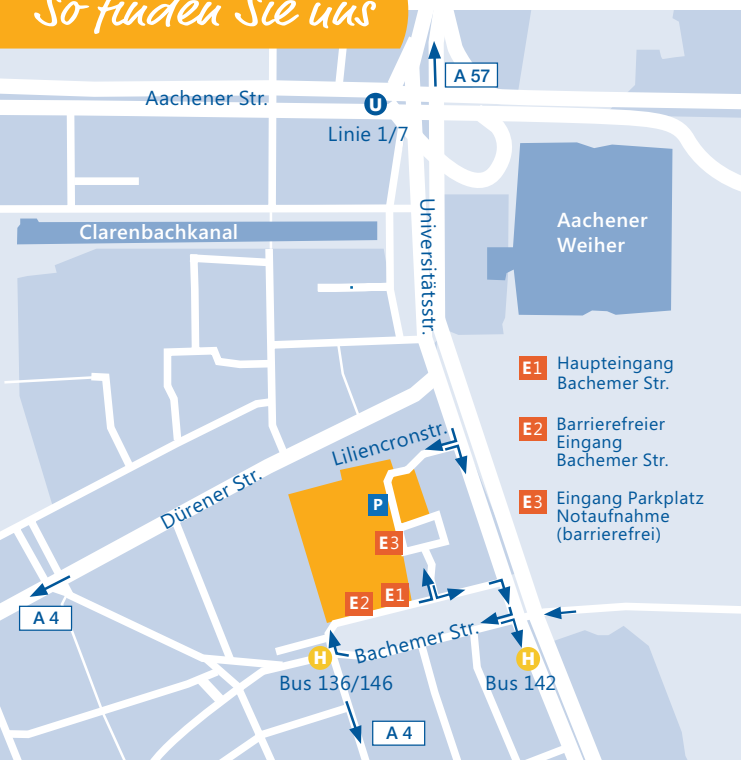 So finden Sie uns
A 57
Aachener Str.
U
Linie 1/7
Universitätsstr.
Clarenbachkanal
Aachener
Weiher
E1 Haupteingang
Bachemer Str.
E2 Barrierefreier
Eingang
Bachemer Str.
E3 Eingang Parkplatz
Notaufnahme
(barrierefrei)
Liliencronstr.
Dürener Str.
P
E3
E1
E2
A 4
Bachemer Str.
H
Bus 136/146
H
Bus 142
A 4